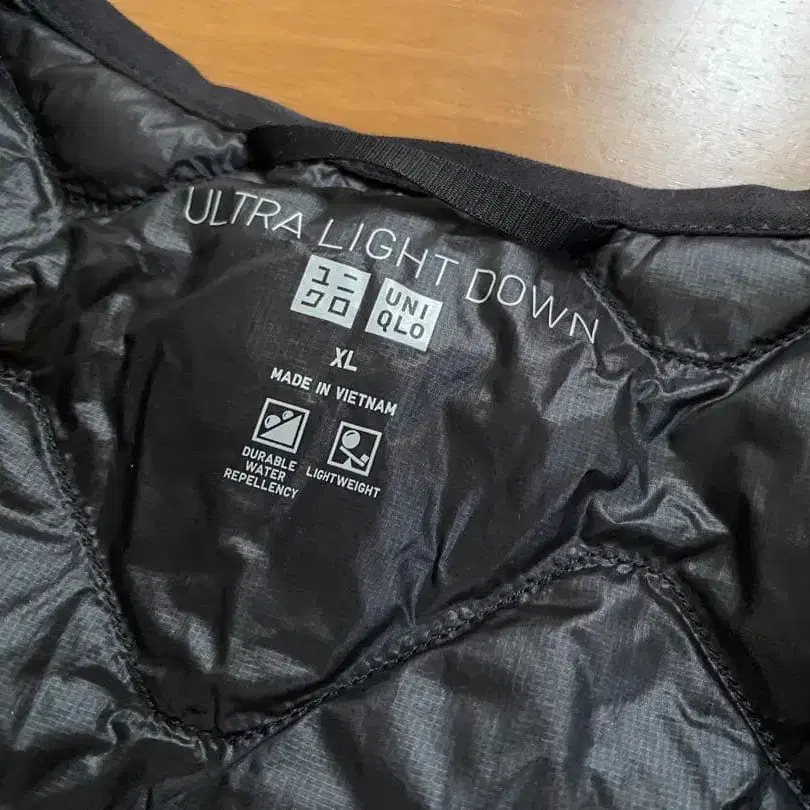 ULTRA LIGHT DOWN
ユニ
クロ
UNI
QLO
XL
MADE IN VIETNAM
DURABLE
WATER
REPELLENCY
LIGHTWEIGHT